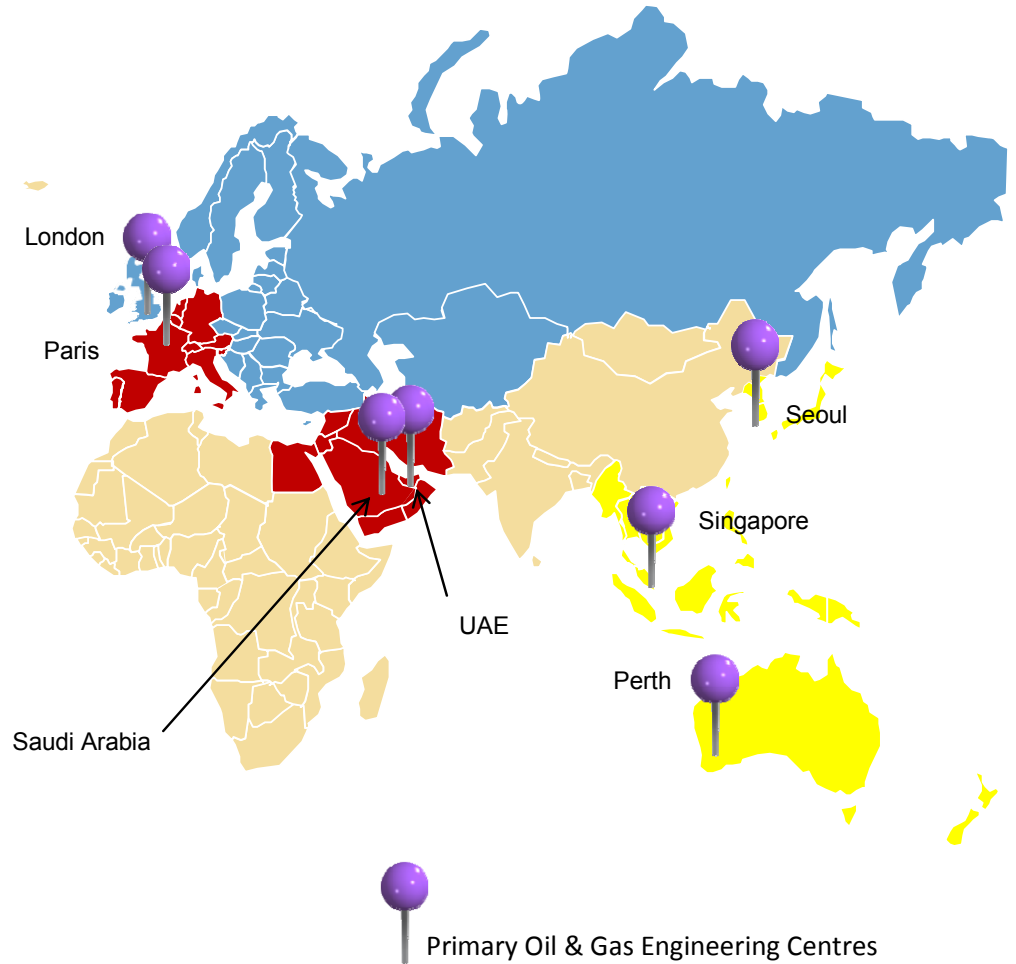 London
Paris
Seoul
Singapore
UAE
Perth
Saudi Arabia
Primary Oil & Gas Engineering Centres